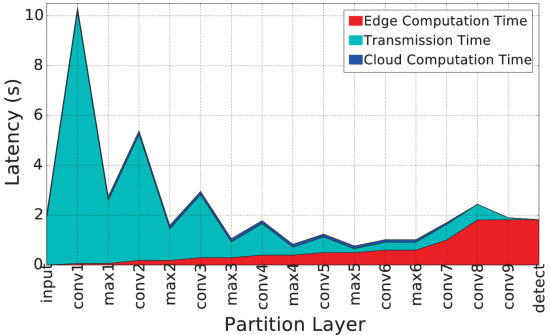 10
8
6
4
2
0
Latency (s)
Edge Computation Time
Transmission Time
Cloud Computation Time
input
conv1
max1
conv2
max2
conv3
max3
conv4
max4
conv5
max5
conv6
max6
conv7
conv8
conv9
detect
Partition Layer